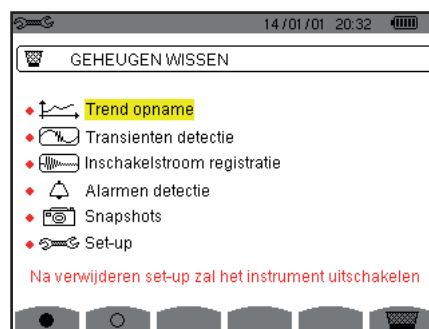 14/01/01 20:32
GEHEUGEN WISSEN
Trend opname
Transienten detectie
Inschakelstroom registratie
Alarmen detectie
Snapshots
Set-up
Na verwijderen set-up zal het instrument uitschakelen